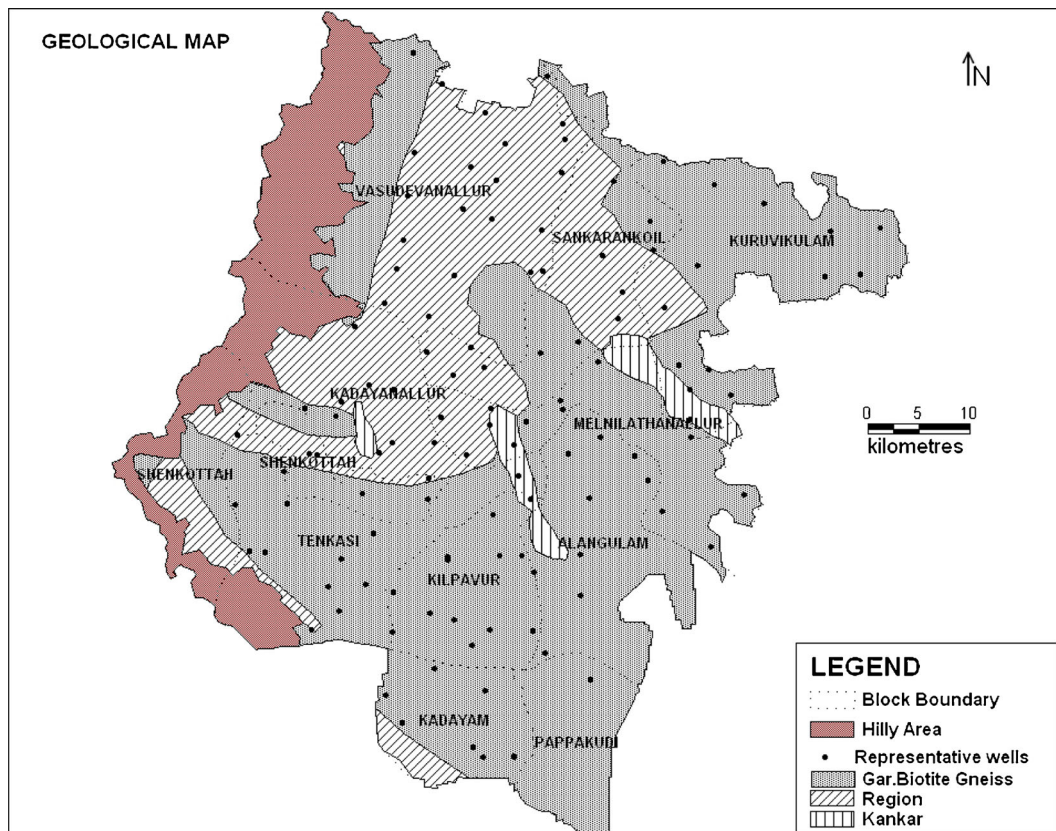 GEOLOGICAL MAP
N
VASUDEVANALLUR
SANKARANKOIL
KURUVIKULAM
KADAYANALLUR
MELNILATHANALLUR
0 5 10
kilometres
SHENKOTTAH
SHENKOTTAH
TENKASI
ALANGULAM
KILPAVUR
KADAYAM
PAPPAKUDI
LEGEND
Block Boundary
Hilly Area
Representative wells
Gar.Biotite Gneiss
Region
Kankar